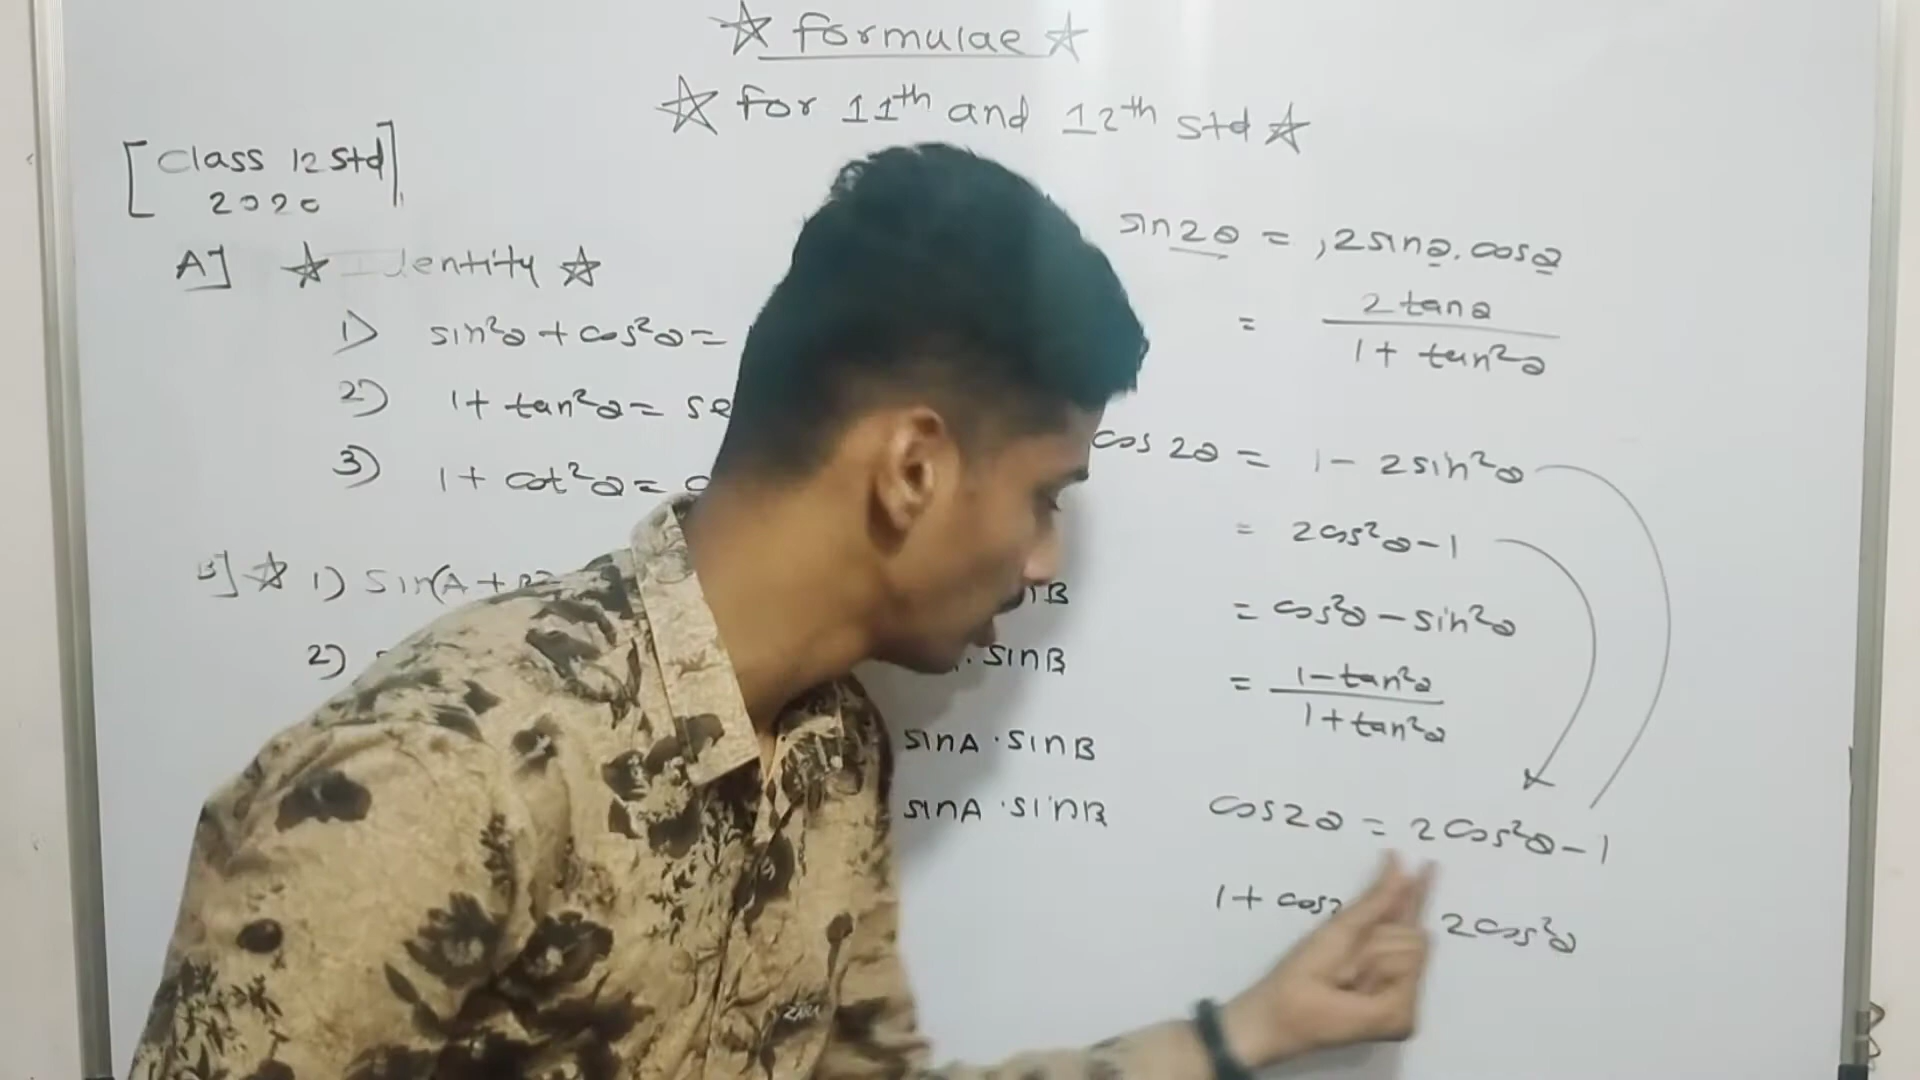 ☆ Formulae ☆
☆ For 11th and 12th std ☆
[Class 12 Std]
2020
A] ☆ Identity ☆
1) sin²θ + cos²θ =
2) 1 + tan²θ = se
3) 1 + cot²θ =
B] ☆ 1) Sin(A + B)
2)
sinB
. sinB
sinA · sinB
sinA · sinB
sin2θ = 2sinθ. cosθ
= 2 tanθ
1 + tan²θ
cos 2θ = 1 - 2sin²θ
= 2cos²θ - 1
= cos²θ - sin²θ
= 1 - tan²θ
1 + tan²θ
cos2θ = 2cos²θ - 1
1 + cos2 2cos²θ